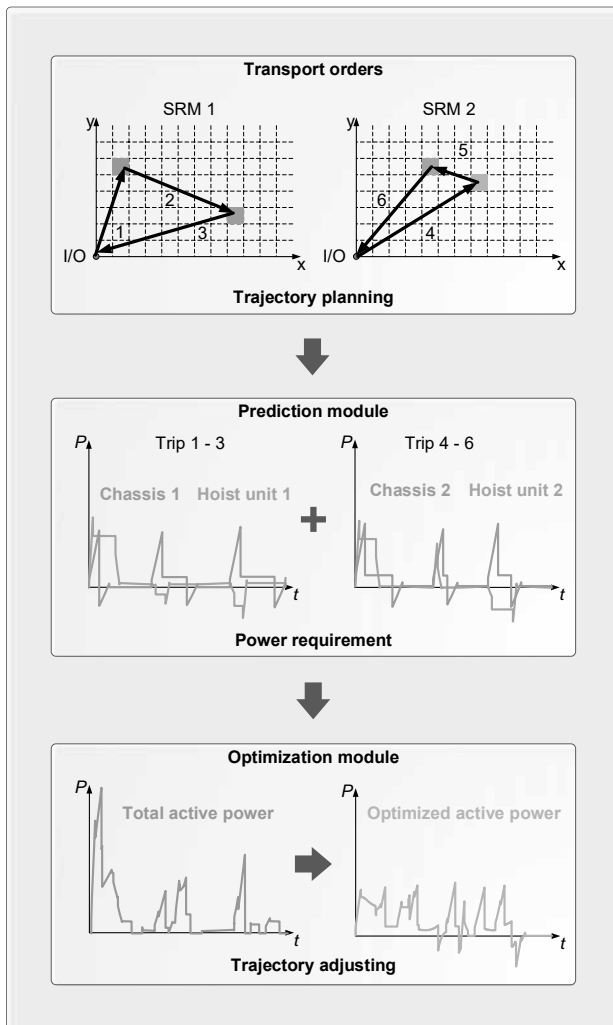 Transport orders
SRM 1
SRM 2
y
y
5
2
6
1
3
4
I/O
I/O
x
x
Trajectory planning
Prediction module
P
Trip 1 - 3
P
Trip 4 - 6
Chassis 1 Hoist unit 1
+
Chassis 2 Hoist unit 2
t
t
Power requirement
Optimization module
P
P
Total active power
Optimized active power
t
t
Trajectory adjusting